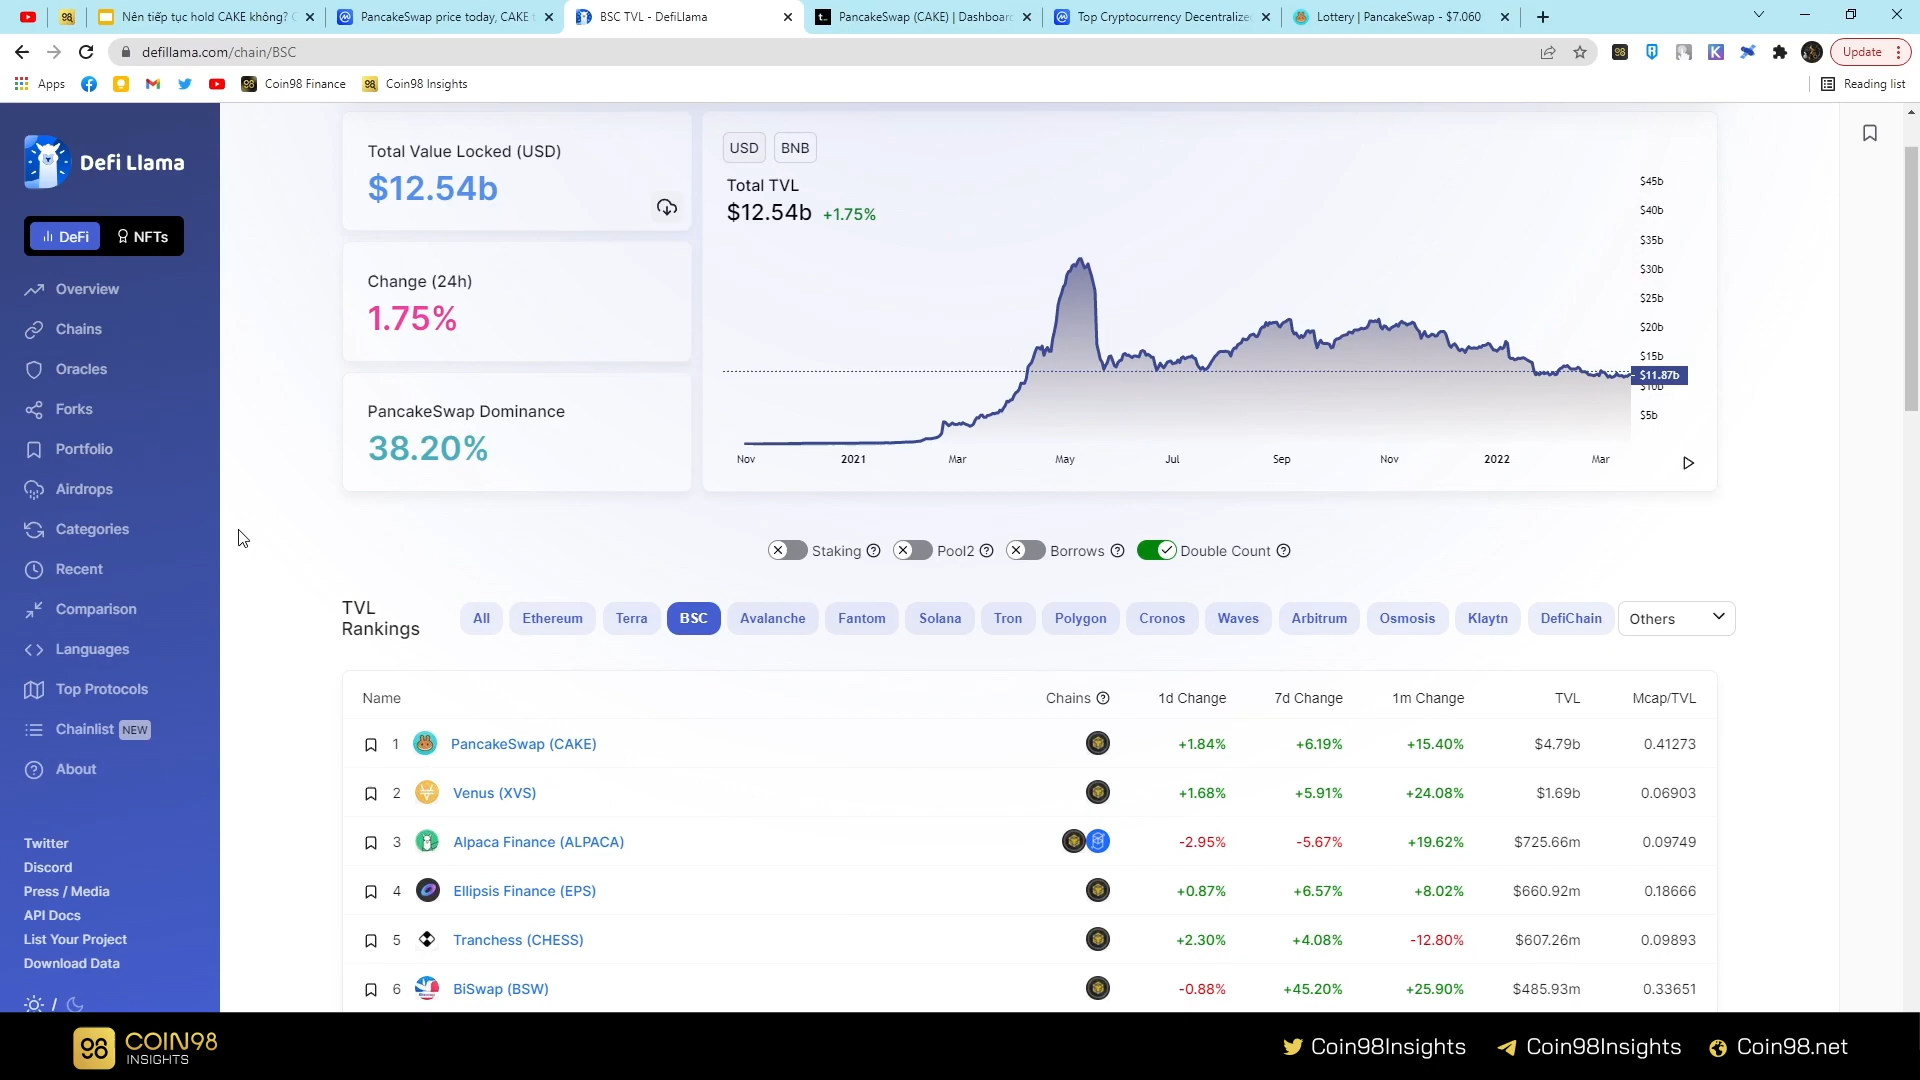 Nên tiếp tục hold CAKE không?
PancakeSwap price today, CAKE t
BSC TVL - DefiLlama
PancakeSwap (CAKE) | Dashboard
Top Cryptocurrency Decentralize
Lottery | PancakeSwap - $7.060
defillama.com/chain/BSC
Update
Apps
Coin98 Finance
Coin98 Insights
Reading list
Defi Llama
DeFi
NFTs
Overview
Chains
Oracles
Forks
Portfolio
Airdrops
Categories
Recent
Comparison
Languages
Top Protocols
Chainlist NEW
About
Twitter
Discord
Press / Media
API Docs
List Your Project
Download Data
/
Total Value Locked (USD)
$12.54b
Change (24h)
1.75%
PancakeSwap Dominance
38.20%
USD BNB
Total TVL
$12.54b +1.75%
$45b
$40b
$35b
$30b
$25b
$20b
$15b
$11.87b
$10b
$5b
Nov 2021 Mar May Jul Sep Nov 2022 Mar
Staking Pool2 Borrows Double Count
TVL
Rankings
All Ethereum Terra BSC Avalanche Fantom Solana Tron Polygon Cronos Waves Arbitrum Osmosis Klaytn DefiChain Others
Name Chains 1d Change 7d Change 1m Change TVL Mcap/TVL
1 PancakeSwap (CAKE) +1.84% +6.19% +15.40% $4.79b 0.41273
2 Venus (XVS) +1.68% +5.91% +24.08% $1.69b 0.06903
3 Alpaca Finance (ALPACA) -2.95% -5.67% +19.62% $725.66m 0.09749
4 Ellipsis Finance (EPS) +0.87% +6.57% +8.02% $660.92m 0.18666
5 Tranchess (CHESS) +2.30% +4.08% -12.80% $607.26m 0.09893
6 BiSwap (BSW) -0.88% +45.20% +25.90% $485.93m 0.33651
98 COIN98
INSIGHTS
Coin98Insights Coin98Insights Coin98.net